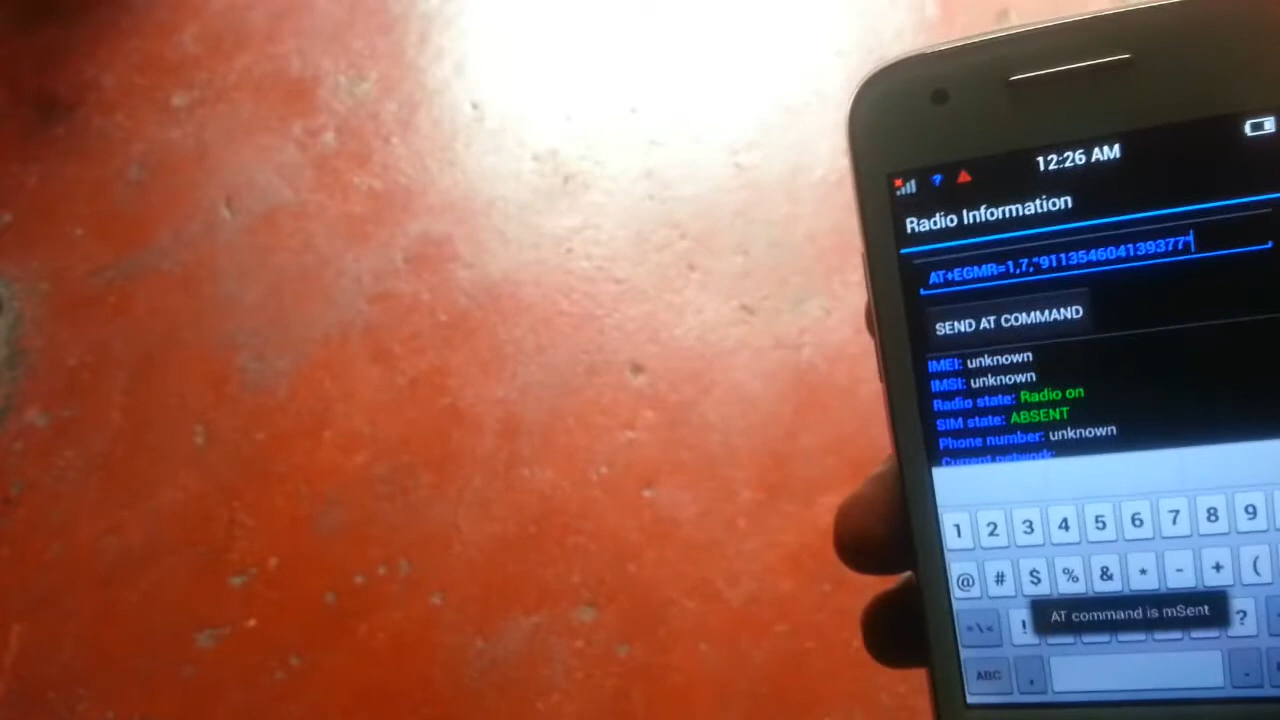 12:26 AM
Radio Information
AT+EGMR=1,7,"911354604139377"
SEND AT COMMAND
IMEI: unknown
IMSI: unknown
Radio state: Radio on
SIM state: ABSENT
Phone number: unknown
Current network:
1 2 3 4 5 6 7 8 9
@ # $ % & * - + (
=\< ! ?
AT command is mSent
ABC , .